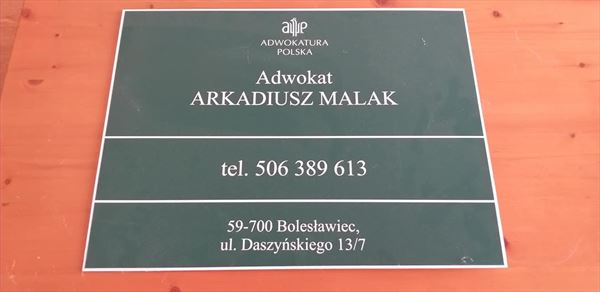 ADWOKATURA
POLSKA
Adwokat
ARKADIUSZ MALAK
tel. 506 389 613
59-700 Bolesławiec,
ul. Daszyńskiego 13/7